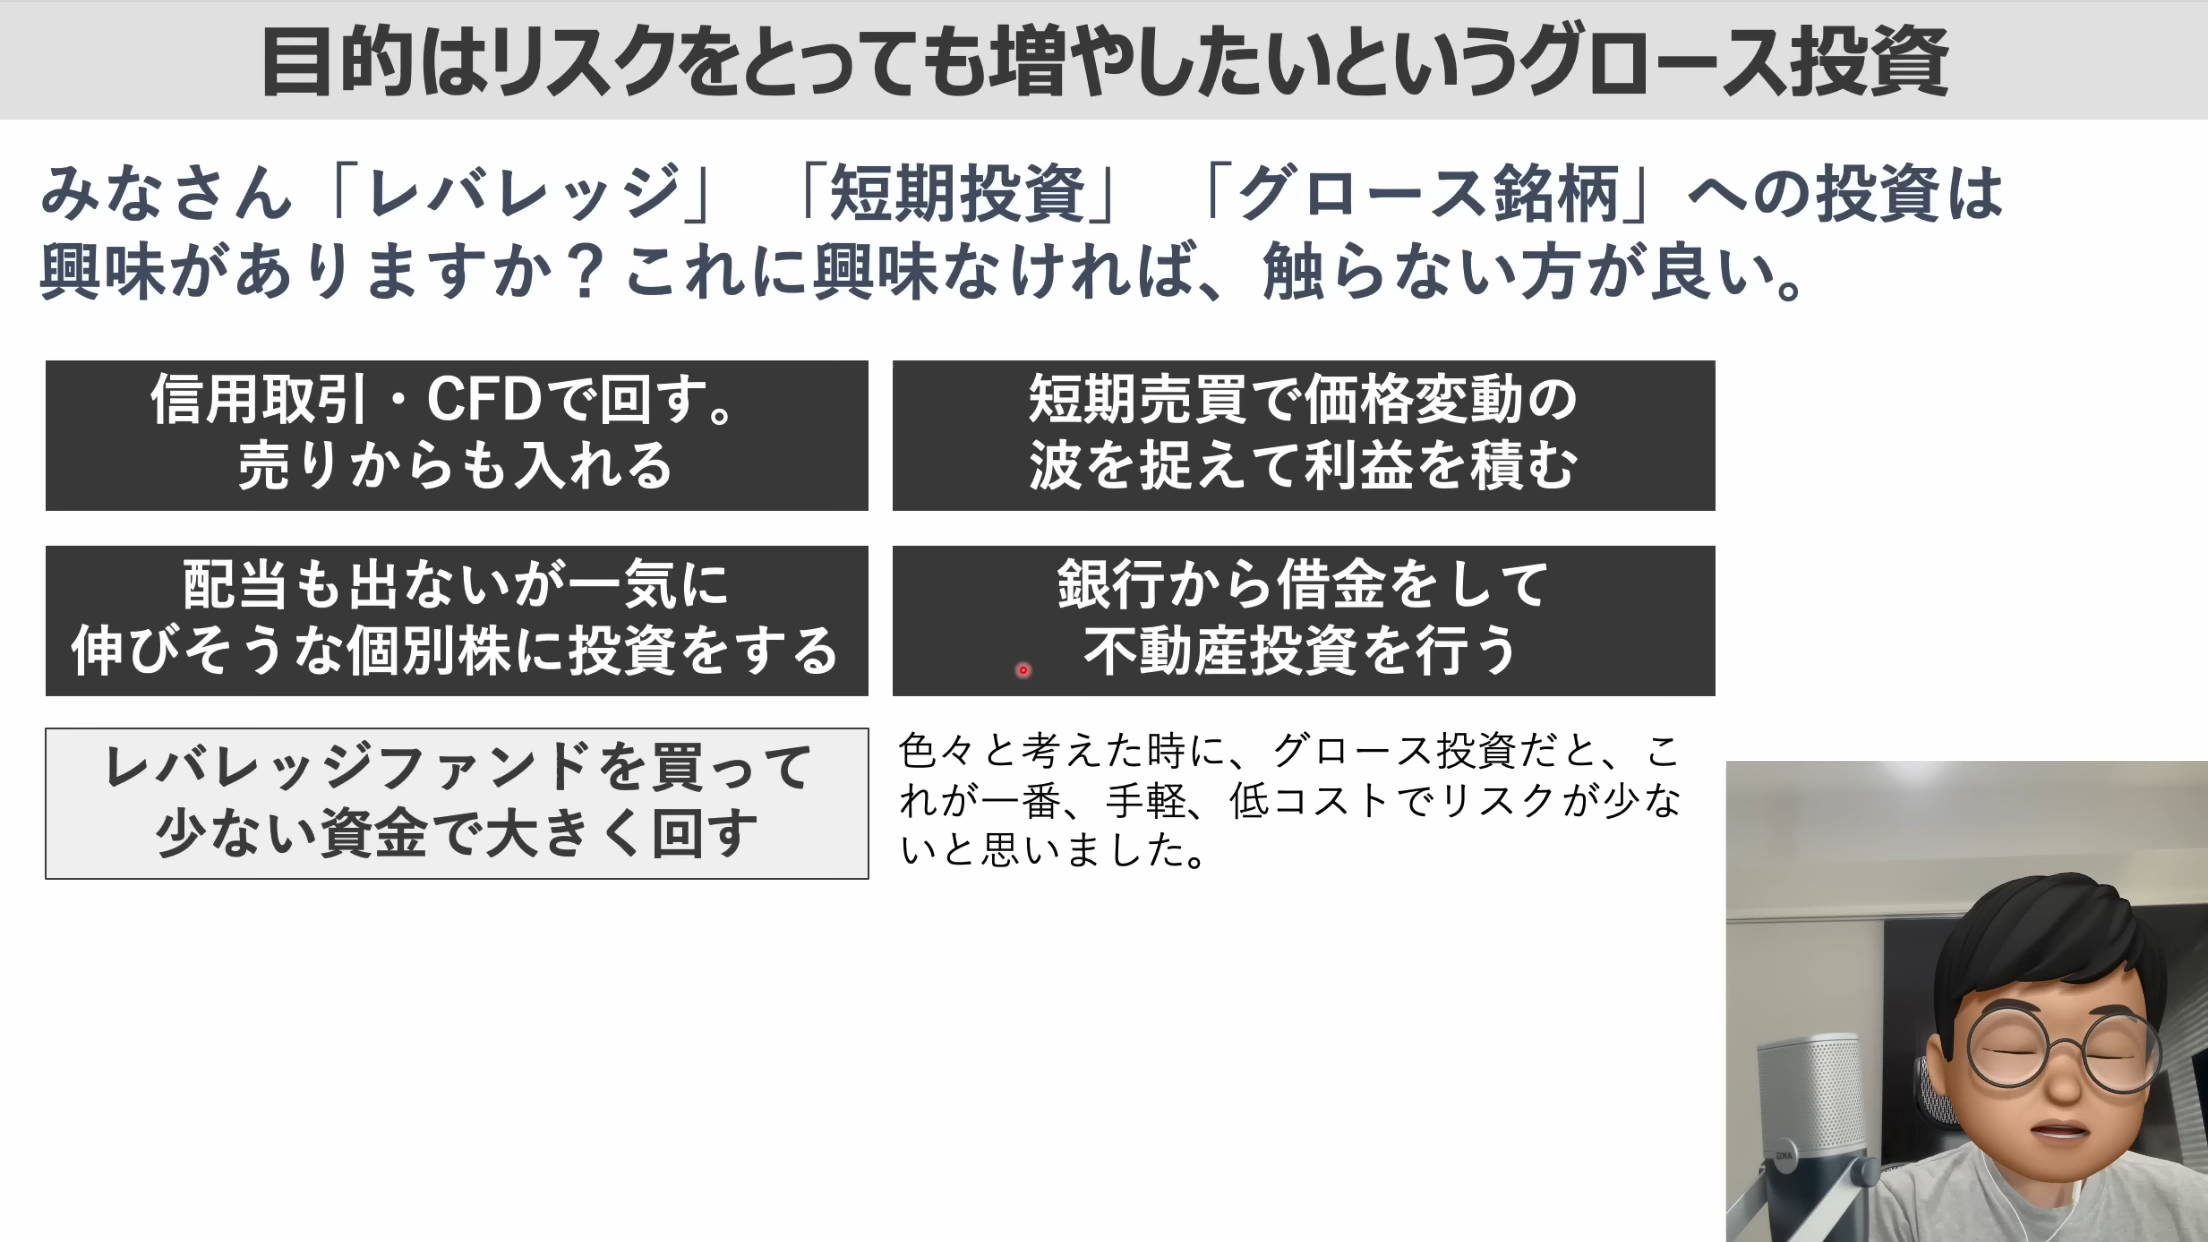 目的はリスクをとっても増やしたいというグロース投資
みなさん「レバレッジ」「短期投資」「グロース銘柄」への投資は
興味がありますか？これに興味なければ、触らない方が良い。
信用取引・CFDで回す。
売りからも入れる
短期売買で価格変動の
波を捉えて利益を積む
配当も出ないが一気に
伸びそうな個別株に投資をする
銀行から借金をして
不動産投資を行う
レバレッジファンドを買って
少ない資金で大きく回す
色々と考えた時に、グロース投資だと、こ
れが一番、手軽、低コストでリスクが少な
いと思いました。